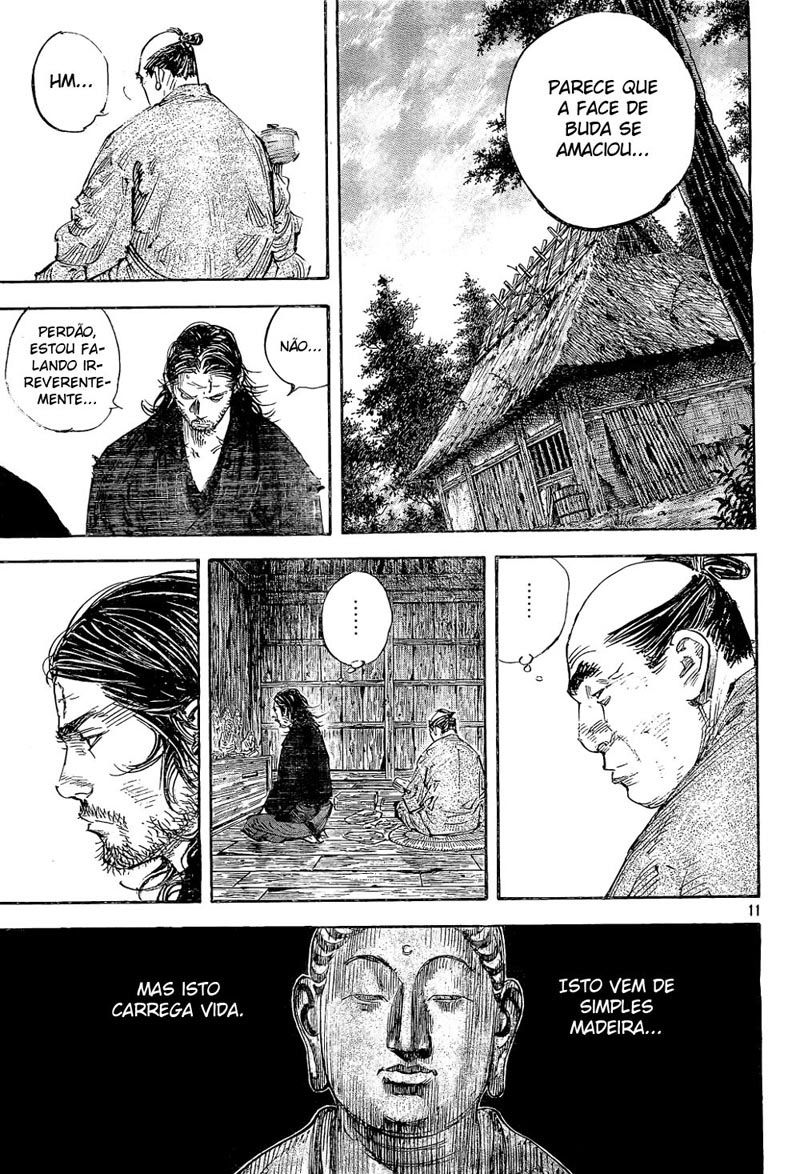 PARECE QUE
A FACE DE
BUDA SE
AMACIOU...
HM...
NÃO...
PERDÃO,
ESTOU FA-
LANDO IR-
REVERENTE-
MENTE...
......
......
11
ISTO VEM DE
SIMPLES
MADEIRA...
MAS ISTO
CARREGA VIDA.